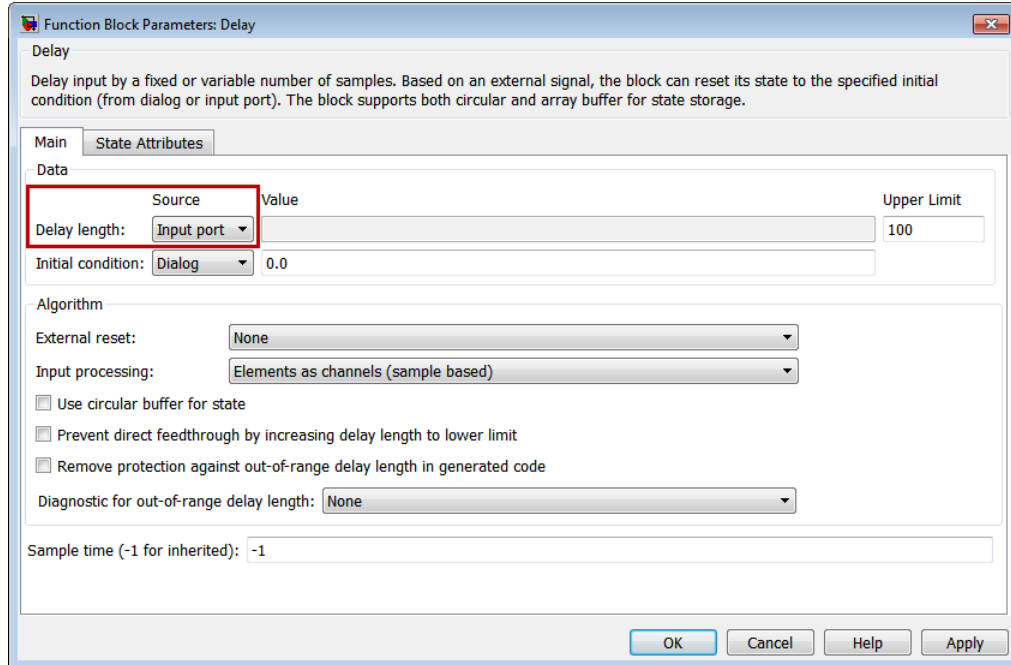 Function Block Parameters: Delay
Delay
Delay input by a fixed or variable number of samples. Based on an external signal, the block can reset its state to the specified initial
condition (from dialog or input port). The block supports both circular and array buffer for state storage.
Main State Attributes
Data
Source Value Upper Limit
Delay length: Input port 100
Initial condition: Dialog 0.0
Algorithm
External reset: None
Input processing: Elements as channels (sample based)
Use circular buffer for state
Prevent direct feedthrough by increasing delay length to lower limit
Remove protection against out-of-range delay length in generated code
Diagnostic for out-of-range delay length: None
Sample time (-1 for inherited): -1
OK Cancel Help Apply